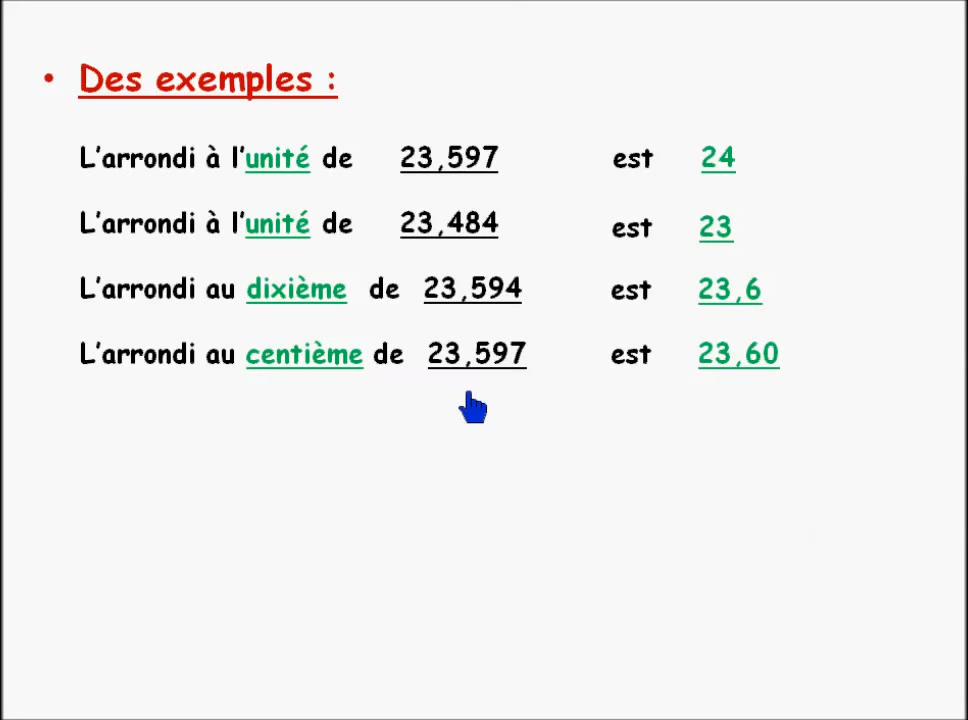 • Des exemples :
L'arrondi à l'unité de 23,597 est 24
L'arrondi à l'unité de 23,484 est 23
L'arrondi au dixième de 23,594 est 23,6
L'arrondi au centième de 23,597 est 23,60